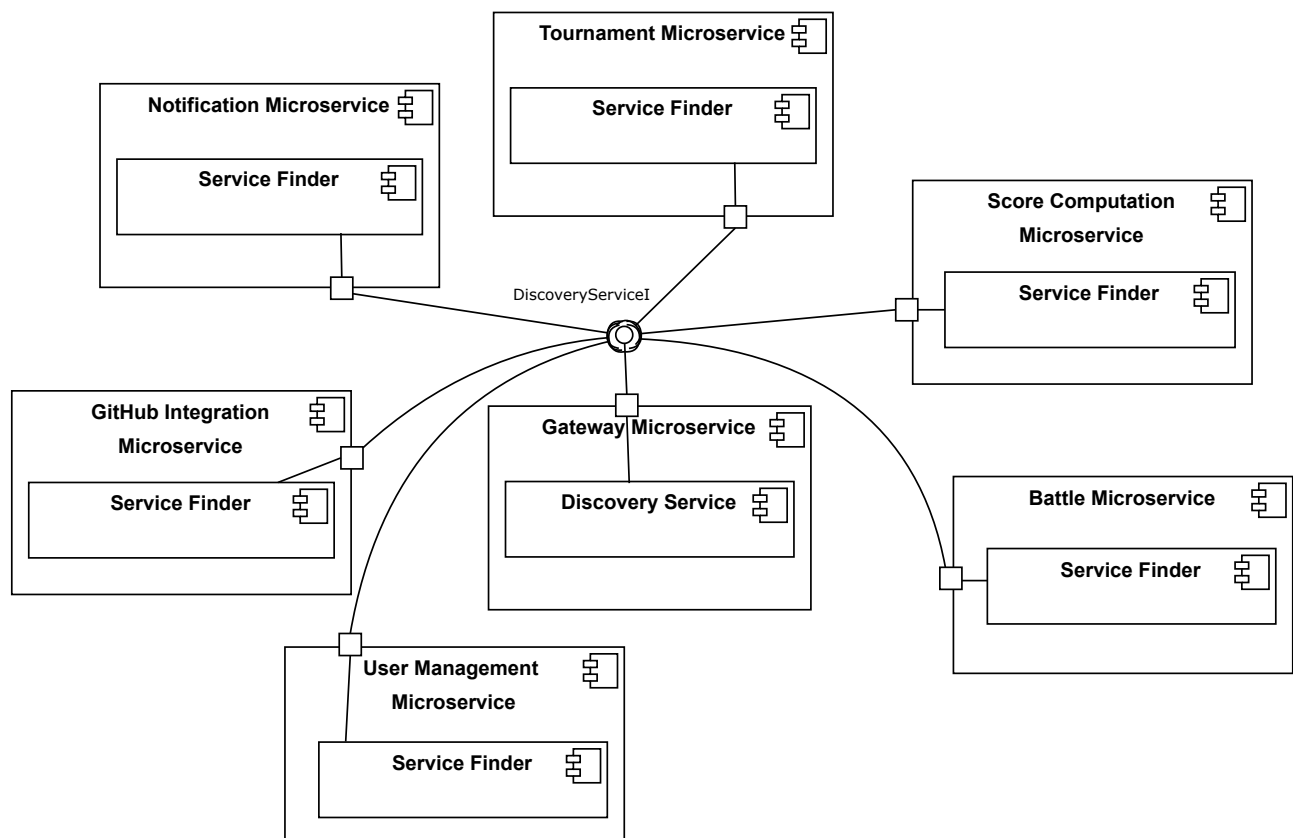 Tournament Microservice
Service Finder
Notification Microservice
Service Finder
Score Computation
Microservice
Service Finder
DiscoveryServiceI
GitHub Integration
Microservice
Service Finder
Gateway Microservice
Discovery Service
Battle Microservice
Service Finder
User Management
Microservice
Service Finder